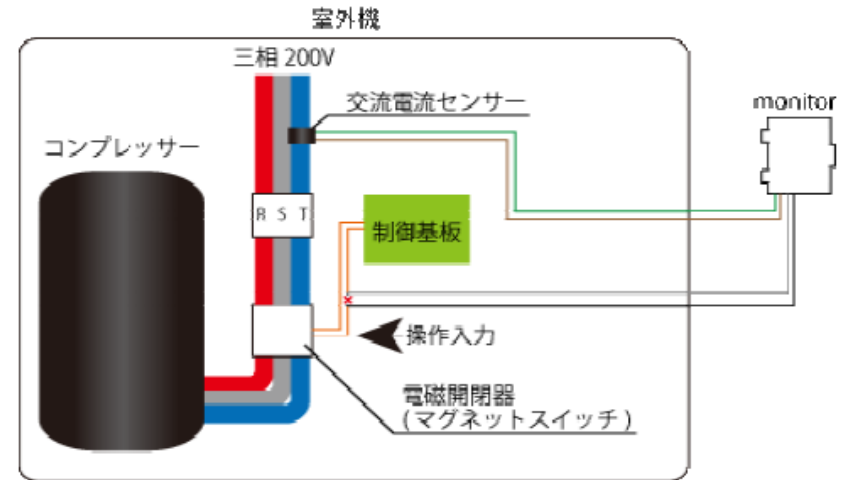 室外機
三相 200V
交流電流センサー
monitor
コンプレッサー
R S T
制御基板
操作入力
電磁開閉器
(マグネットスイッチ)